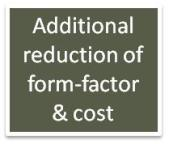 Additional
reduction of
form-factor
& cost